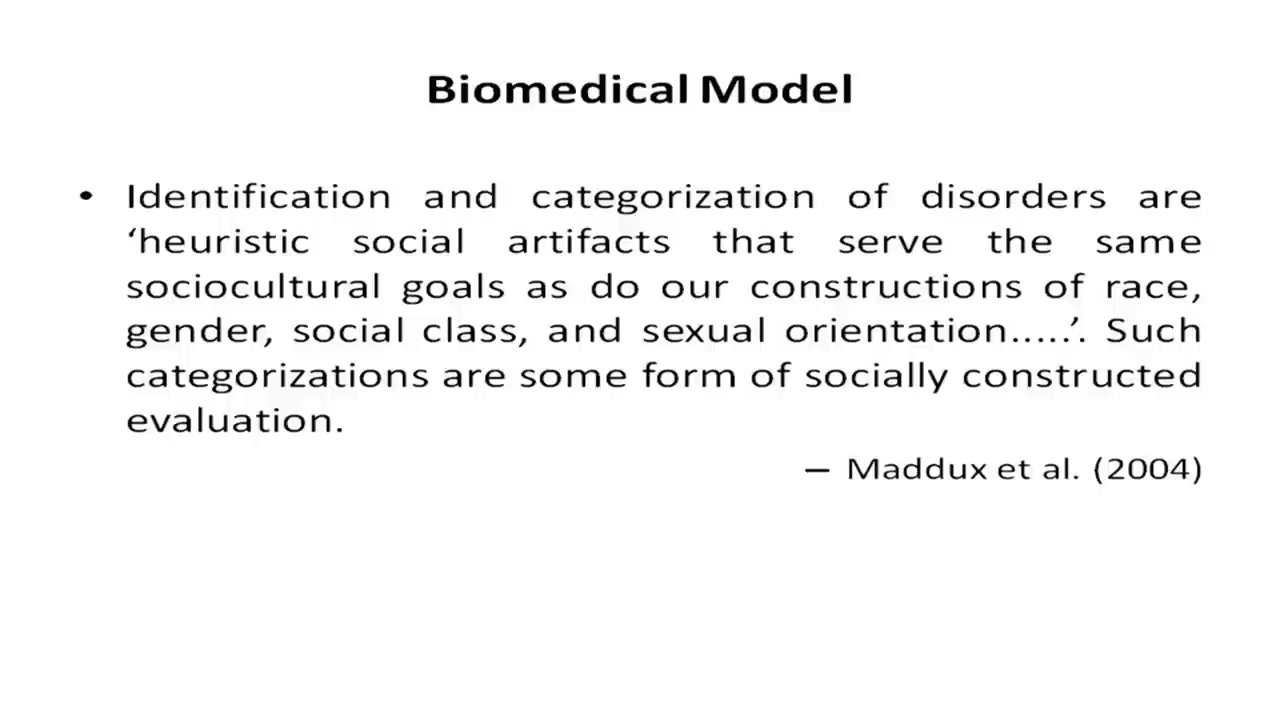 Biomedical Model
• Identification and categorization of disorders are
‘heuristic social artifacts that serve the same
sociocultural goals as do our constructions of race,
gender, social class, and sexual orientation.....’. Such
categorizations are some form of socially constructed
evaluation.
— Maddux et al. (2004)